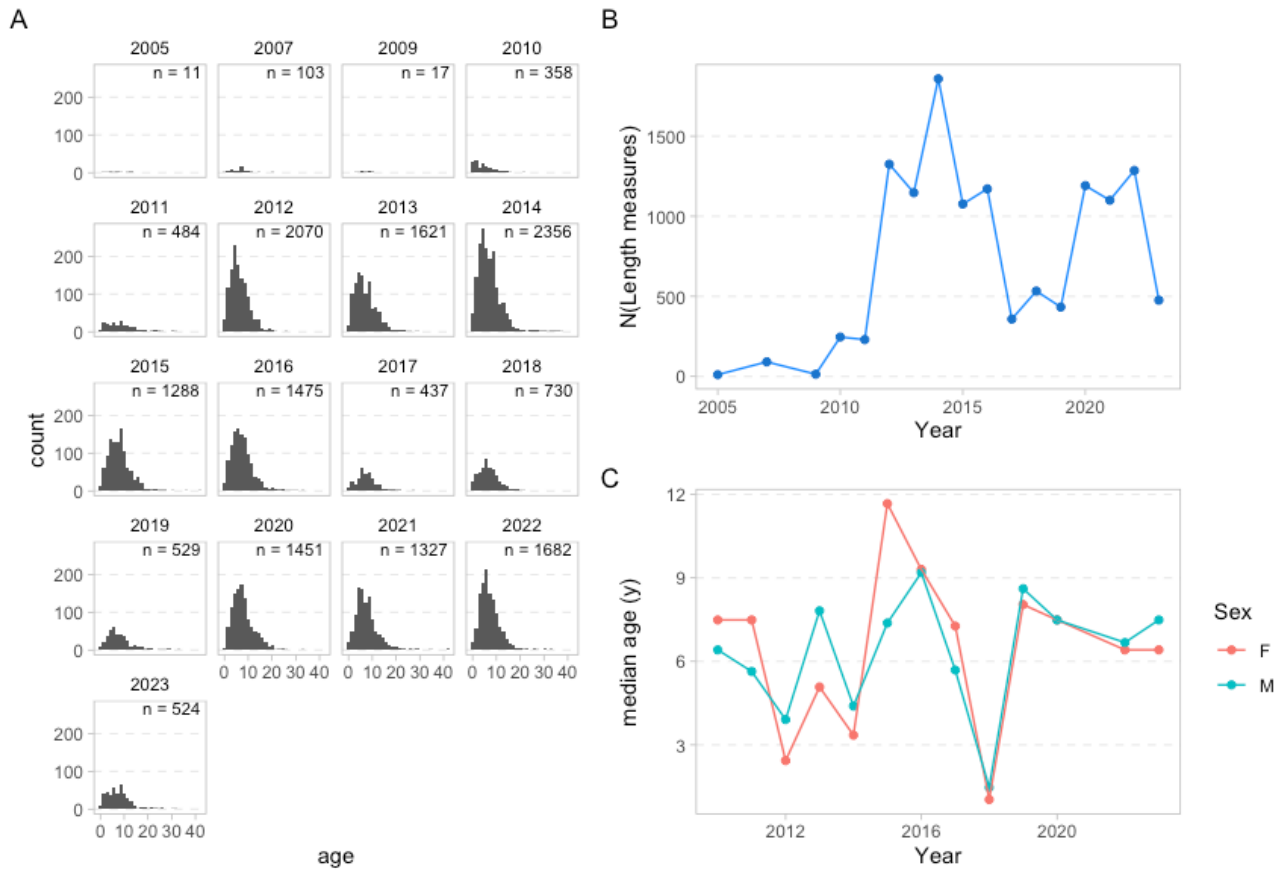 A
2005 2007 2009 2010
n = 11 n = 103 n = 17 n = 358
200
100
0
2011 2012 2013 2014
n = 484 n = 2070 n = 1621 n = 2356
200
100
0
2015 2016 2017 2018
n = 1288 n = 1475 n = 437 n = 730
200
100
0
2019 2020 2021 2022
n = 529 n = 1451 n = 1327 n = 1682
200
100
0
0 10 20 30 40 0 10 20 30 40 0 10 20 30 40
2023
n = 524
200
100
0
0 10 20 30 40
count
age
B
N(Length measures)
1500
1000
500
0
2005 2010 2015 2020
Year
C
median age (y)
12
9
6
3
2012 2016 2020
Year
Sex
F
M